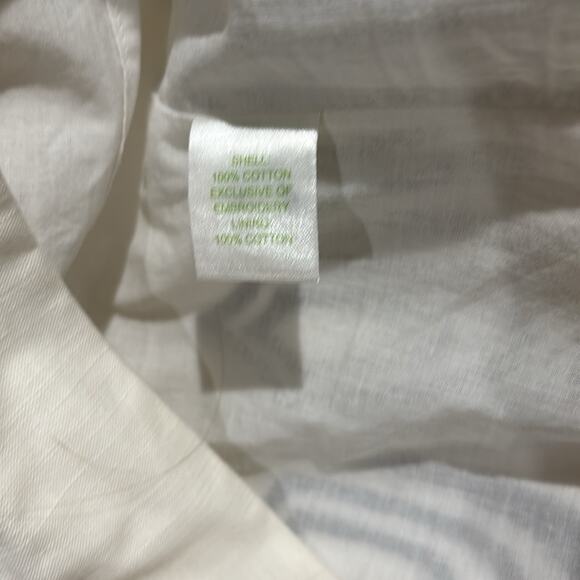 SHELL:
100% COTTON
EXCLUSIVE OF
EMBROIDERY
LINING:
100% COTTON